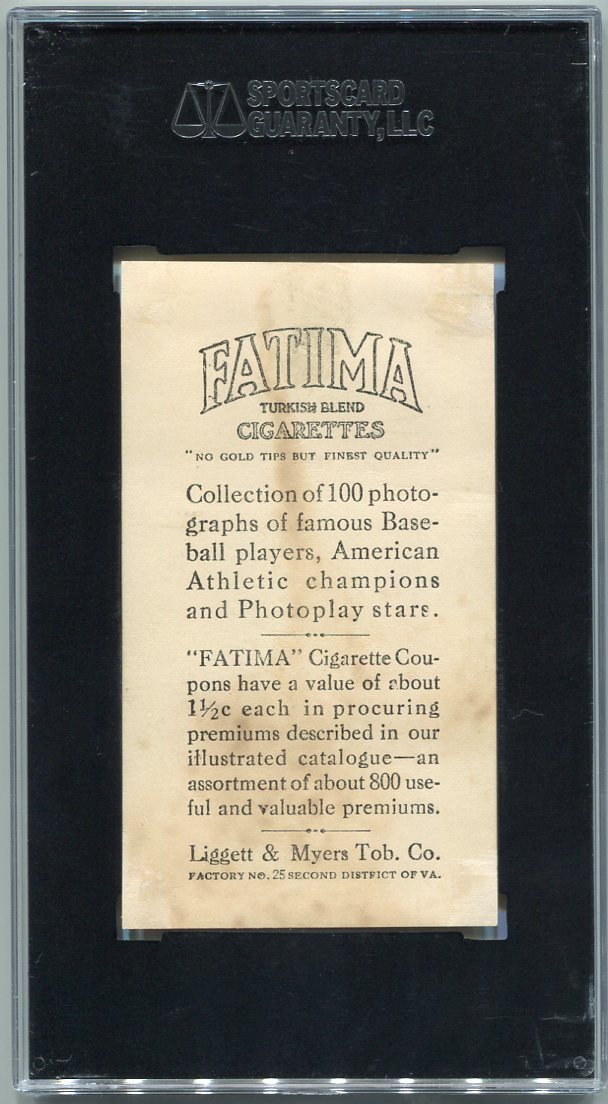 SPORTSCARD
GUARANTY, LLC
FATIMA
TURKISH BLEND
CIGARETTES
"NO GOLD TIPS BUT FINEST QUALITY"
Collection of 100 photo-
graphs of famous Base-
ball players, American
Athletic champions
and Photoplay stars.
"FATIMA" Cigarette Cou-
pons have a value of about
1½c each in procuring
premiums described in our
illustrated catalogue—an
assortment of about 800 use-
ful and valuable premiums.
Liggett & Myers Tob. Co.
FACTORY NO. 25 SECOND DISTRICT OF VA.